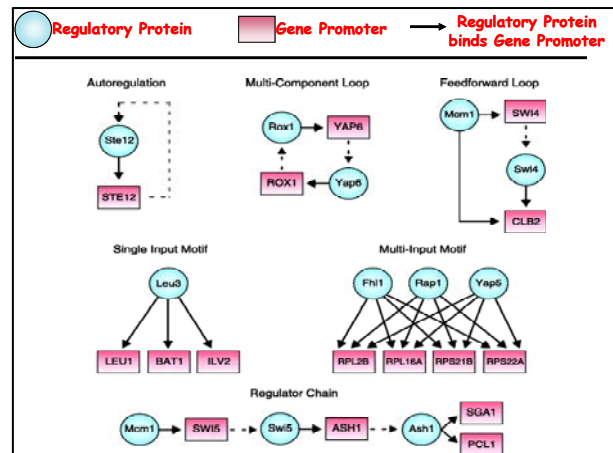 Regulatory Protein
Gene Promoter
Regulatory Protein
binds Gene Promoter
Autoregulation
Multi-Component Loop
Feedforward Loop
Ste12
STE12
Rox1
YAP6
ROX1
Yap6
Mcm1
SWI4
Swi4
CLB2
Single Input Motif
Multi-Input Motif
Leu3
LEU1
BAT1
ILV2
Fhl1
Rap1
Yap5
RPL2B
RPL16A
RPS21B
RPS22A
Regulator Chain
Mcm1
SWI5
Swi5
ASH1
Ash1
SGA1
PCL1